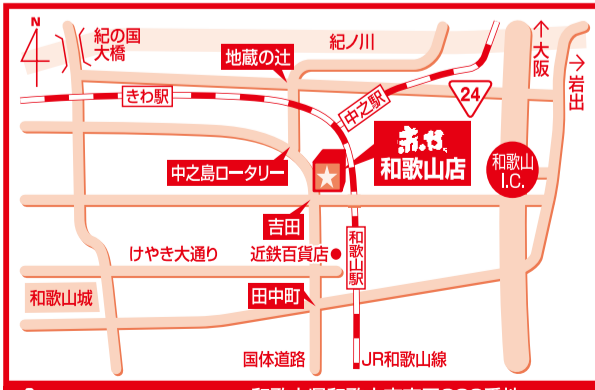 N
紀の国
大橋
地蔵の辻
紀ノ川
↑大阪
→岩出
きわ駅
中之駅
24
和歌山店
和歌山
I.C.
中之島ロータリー
吉田
けやき大通り
近鉄百貨店
和歌山駅
和歌山城
田中町
国体道路
JR和歌山線